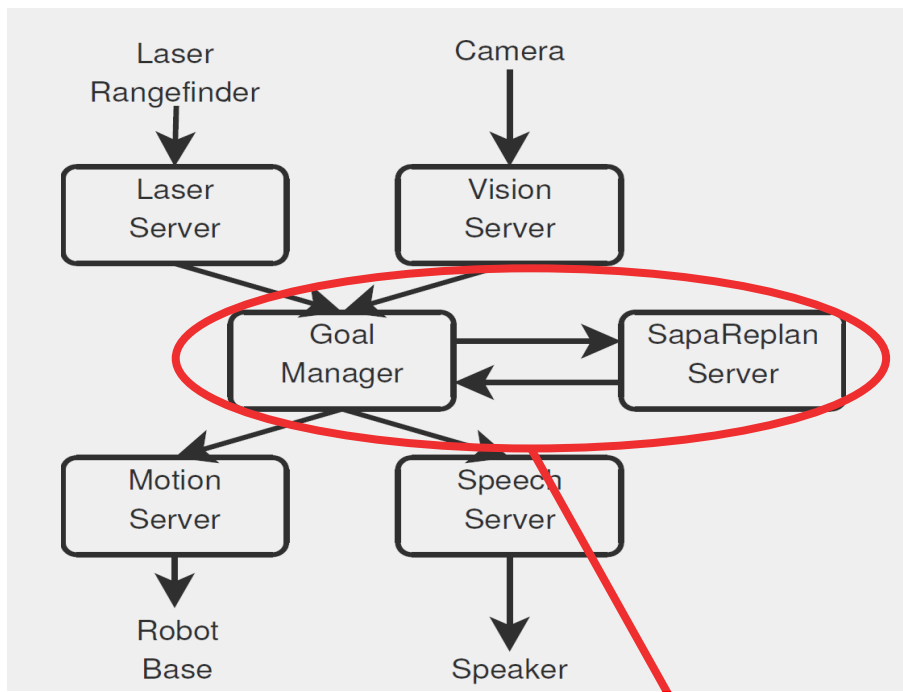 Laser
Rangefinder
Camera
Laser
Server
Vision
Server
Goal
Manager
SapaReplan
Server
Motion
Server
Speech
Server
Robot
Base
Speaker